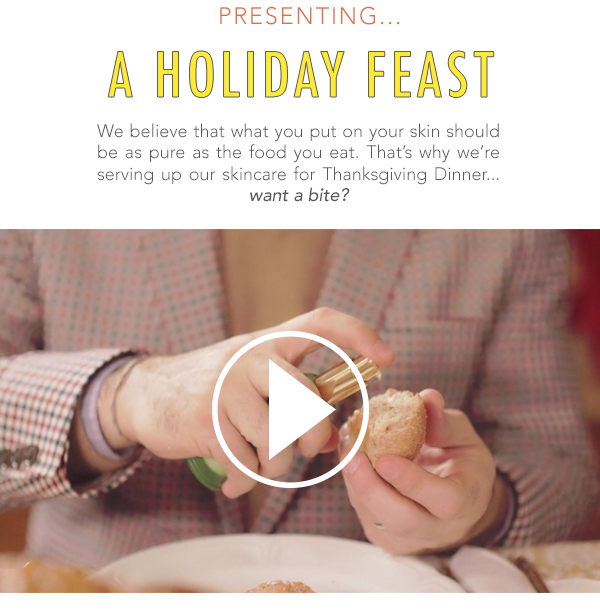 PRESENTING...
A HOLIDAY FEAST
We believe that what you put on your skin should
be as pure as the food you eat. That's why we're
serving up our skincare for Thanksgiving Dinner...
want a bite?